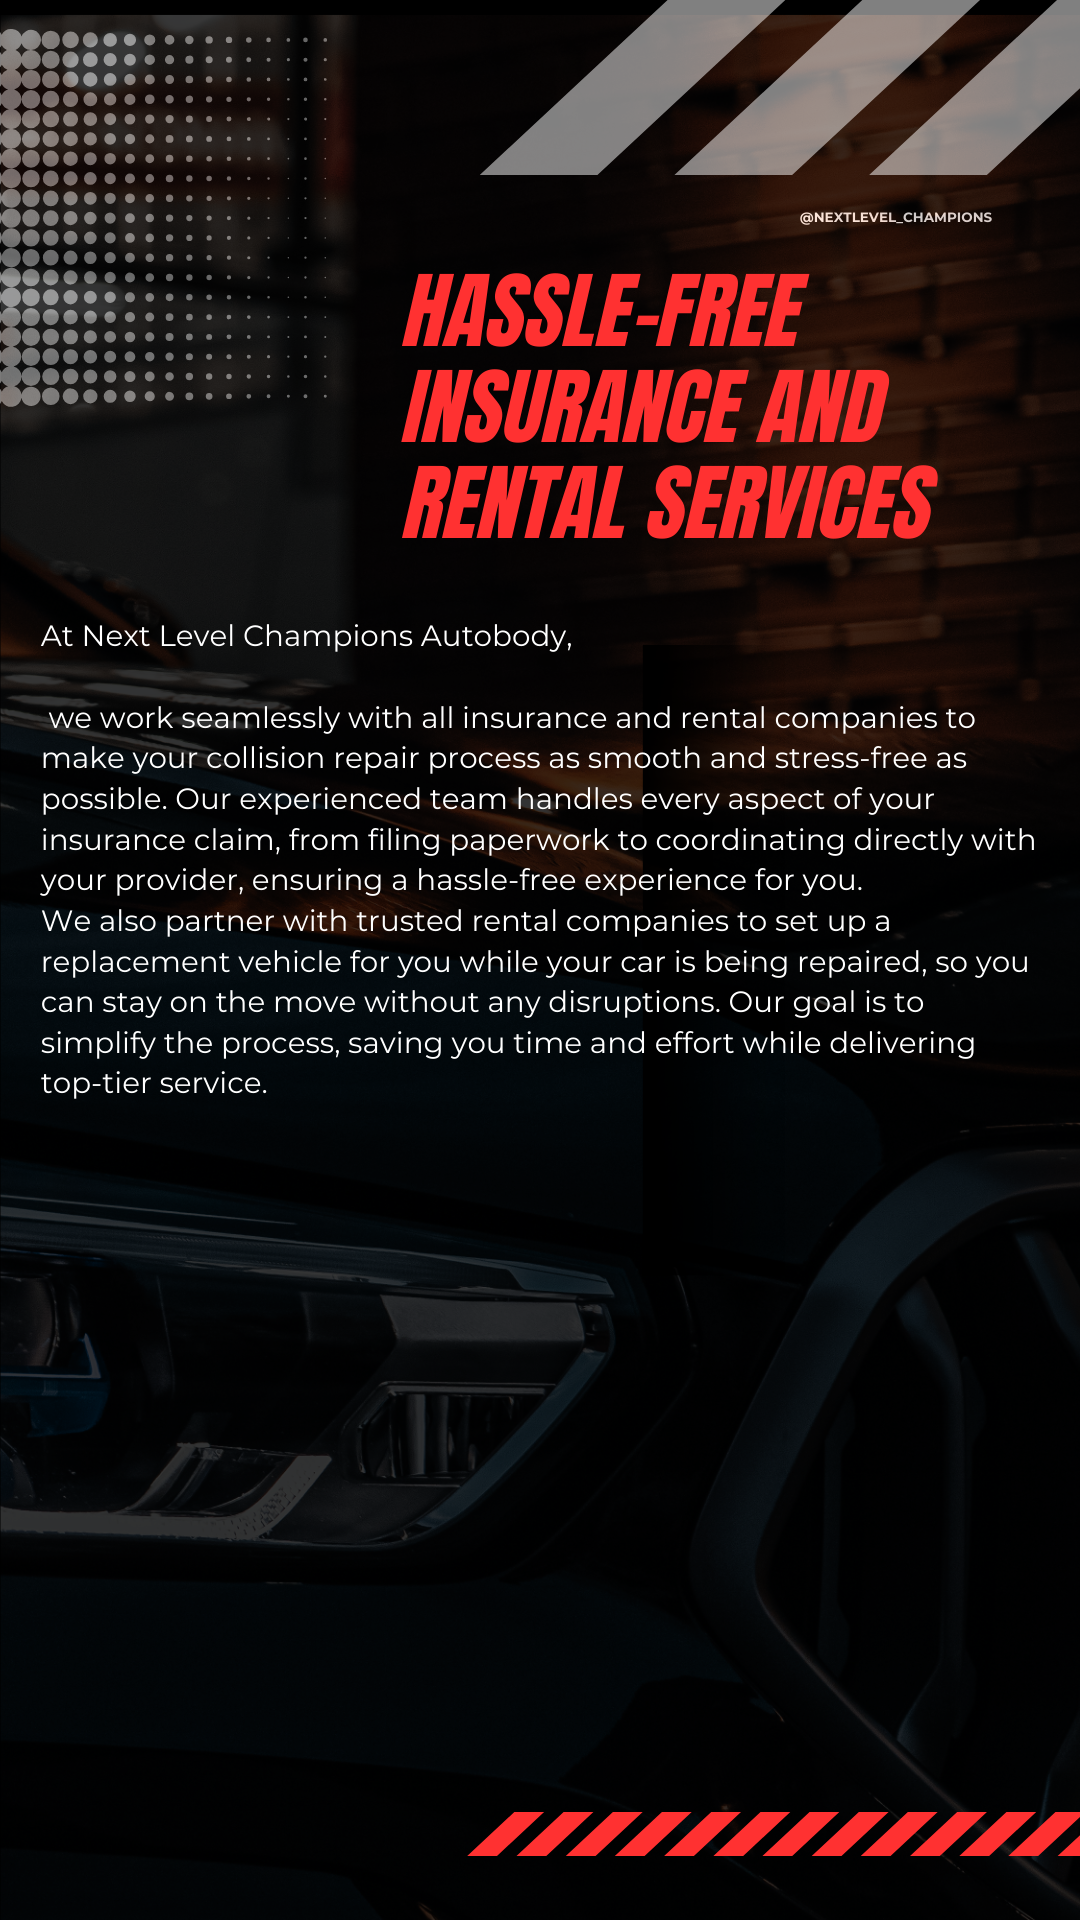 @NEXTLEVEL_CHAMPIONS
HASSLE-FREE
INSURANCE AND
RENTAL SERVICES
At Next Level Champions Autobody,
we work seamlessly with all insurance and rental companies to
make your collision repair process as smooth and stress-free as
possible. Our experienced team handles every aspect of your
insurance claim, from filing paperwork to coordinating directly with
your provider, ensuring a hassle-free experience for you.
We also partner with trusted rental companies to set up a
replacement vehicle for you while your car is being repaired, so you
can stay on the move without any disruptions. Our goal is to
simplify the process, saving you time and effort while delivering
top-tier service.